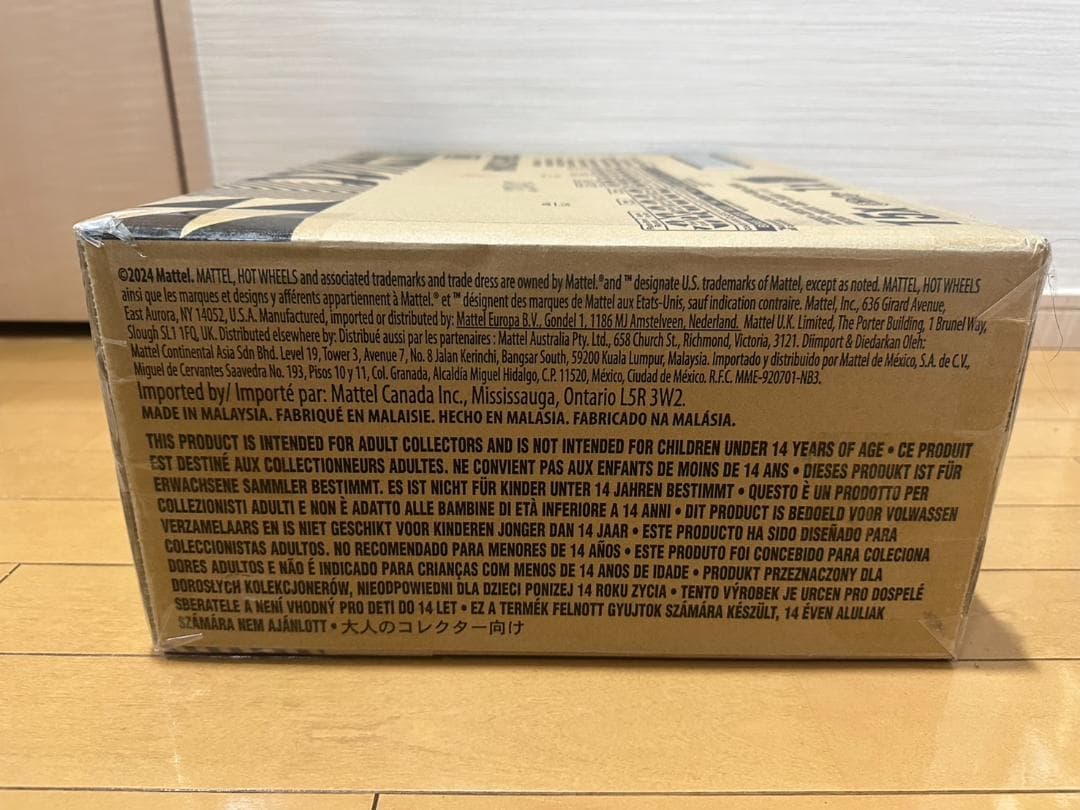 ©2024 Mattel. MATTEL, HOT WHEELS and associated trademarks and trade dress are owned by Mattel.® and ™ designate U.S. trademarks of Mattel, except as noted. MATTEL, HOT WHEELS
ainsi que les marques et designs y afférents appartiennent à Mattel.® et ™ désignent des marques de Mattel aux Etats-Unis, sauf indication contraire. Mattel, Inc., 636 Girard Avenue,
East Aurora, NY 14052, U.S.A. Manufactured, imported or distributed by: Mattel Europa B.V., Gondel 1, 1186 MJ Amstelveen, Nederland. Mattel U.K. Limited, The Porter Building, 1 Brunel Way,
Slough SL1 1FQ, UK. Distributed elsewhere by: Distribué aussi par les partenaires : Mattel Australia Pty. Ltd., 658 Church St., Richmond, Victoria, 3121. Diimport & Diedarkan Oleh:
Mattel Continental Asia Sdn Bhd. Level 19, Tower 3, Avenue 7, No. 8 Jalan Kerinchi, Bangsar South, 59200 Kuala Lumpur, Malaysia. Importado y distribuido por Mattel de México, S.A. de C.V.,
Miguel de Cervantes Saavedra No. 193, Pisos 10 y 11, Col. Granada, Alcaldía Miguel Hidalgo, C.P. 11520, México, Ciudad de México. R.F.C. MME-920701-NB3.
Imported by/ Importé par: Mattel Canada Inc., Mississauga, Ontario L5R 3W2.
MADE IN MALAYSIA. FABRIQUÉ EN MALAISIE. HECHO EN MALASIA. FABRICADO NA MALÁSIA.
THIS PRODUCT IS INTENDED FOR ADULT COLLECTORS AND IS NOT INTENDED FOR CHILDREN UNDER 14 YEARS OF AGE • CE PRODUIT
EST DESTINÉ AUX COLLECTIONNEURS ADULTES. NE CONVIENT PAS AUX ENFANTS DE MOINS DE 14 ANS • DIESES PRODUKT IST FÜR
ERWACHSENE SAMMLER BESTIMMT. ES IST NICHT FÜR KINDER UNTER 14 JAHREN BESTIMMT • QUESTO È UN PRODOTTO PER
COLLEZIONISTI ADULTI E NON È ADATTO ALLE BAMBINE DI ETÀ INFERIORE A 14 ANNI • DIT PRODUCT IS BEDOELD VOOR VOLWASSEN
VERZAMELAARS EN IS NIET GESCHIKT VOOR KINDEREN JONGER DAN 14 JAAR • ESTE PRODUCTO HA SIDO DISEÑADO PARA
COLECCIONISTAS ADULTOS. NO RECOMENDADO PARA MENORES DE 14 AÑOS • ESTE PRODUTO FOI CONCEBIDO PARA COLECIONA
DORES ADULTOS E NÃO É INDICADO PARA CRIANÇAS COM MENOS DE 14 ANOS DE IDADE • PRODUKT PRZEZNACZONY DLA
DOROSŁYCH KOLEKCJONERÓW, NIEODPOWIEDNI DLA DZIECI PONIZEJ 14 ROKU ZYCIA • TENTO VÝROBEK JE URCEN PRO DOSPELÉ
SBERATELE A NENÍ VHODNÝ PRO DETI DO 14 LET • EZ A TERMÉK FELNOTT GYUJTOK SZÁMÁRA KÉSZÜLT, 14 ÉVEN ALULIAK
SZÁMÁRA NEM AJÁNLOTT • 大人のコレクター向け